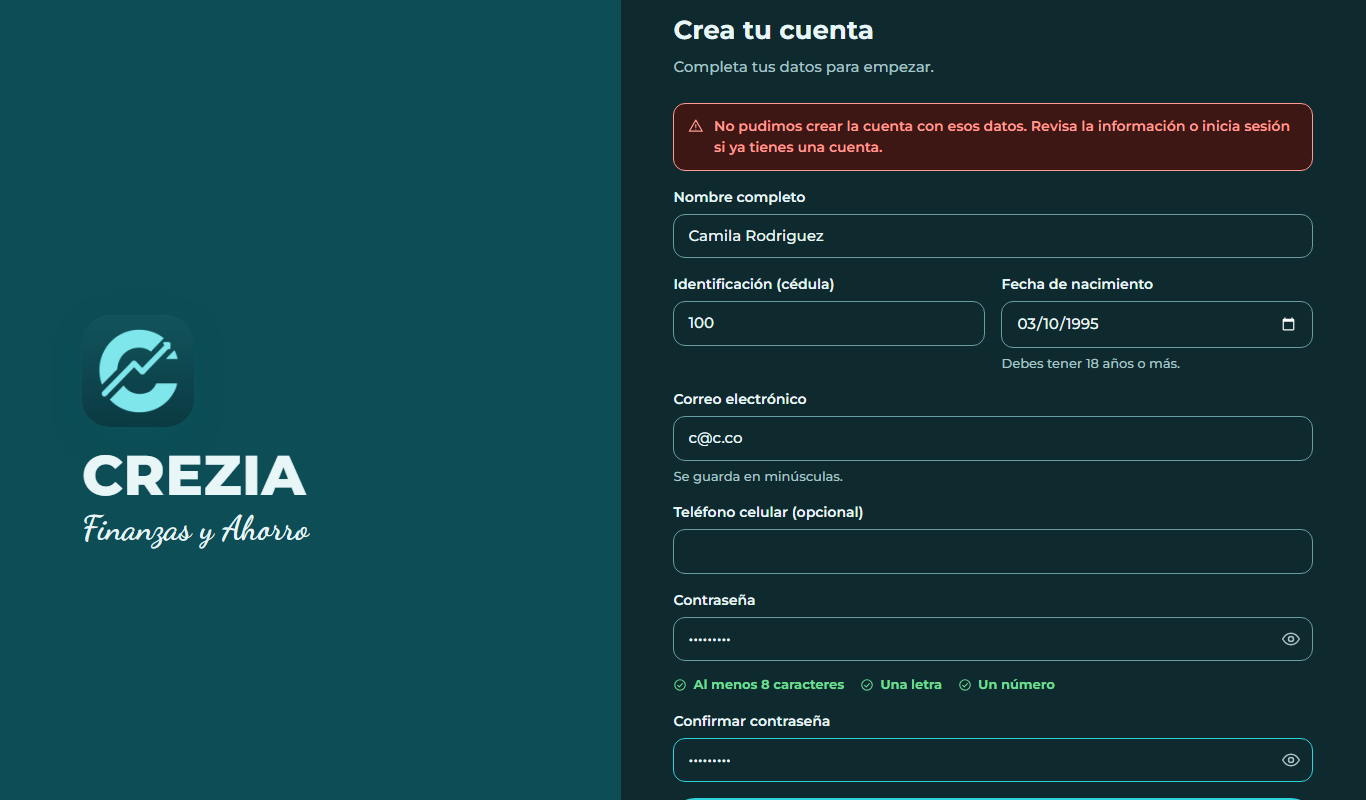 CREZIA
Finanzas y Ahorro
Crea tu cuenta
Completa tus datos para empezar.
No pudimos crear la cuenta con esos datos. Revisa la información o inicia sesión
si ya tienes una cuenta.
Nombre completo
Camila Rodriguez
Identificación (cédula)
100
Fecha de nacimiento
03/10/1995
Debes tener 18 años o más.
Correo electrónico
c@c.co
Se guarda en minúsculas.
Teléfono celular (opcional)
Contraseña
•••••••••
Al menos 8 caracteres
Una letra
Un número
Confirmar contraseña
•••••••••